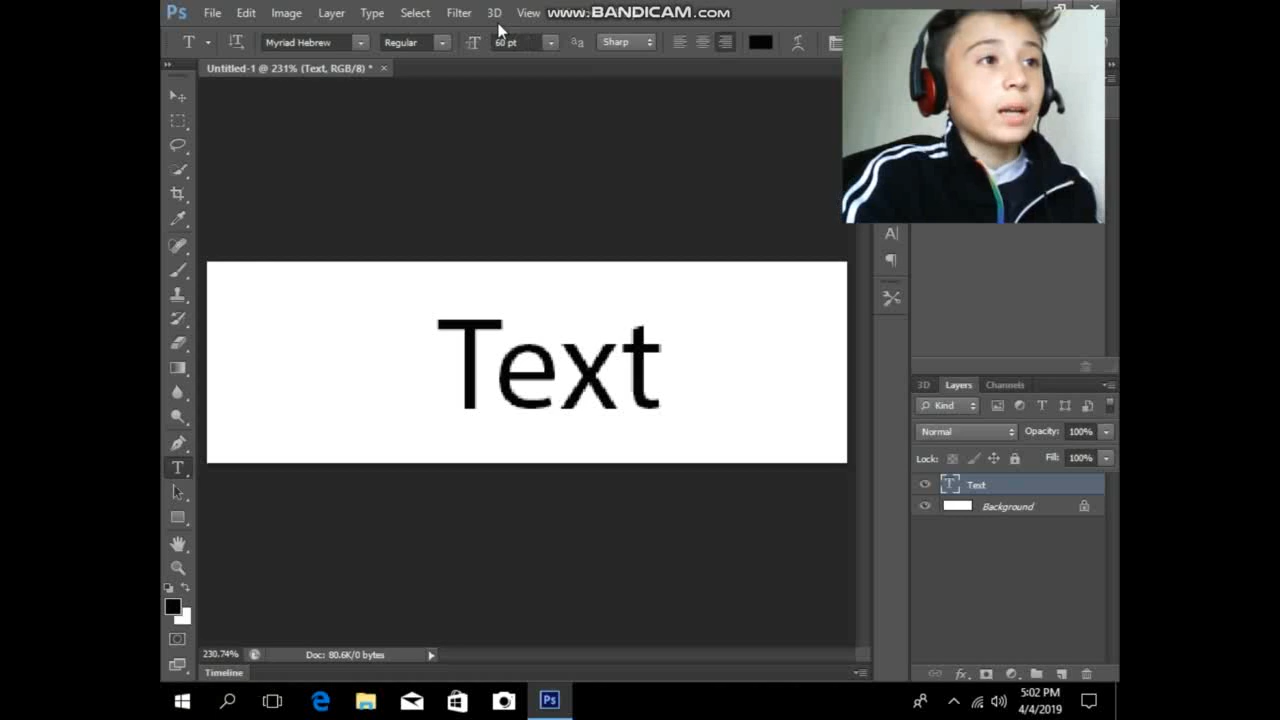 Ps File Edit Image Layer Type Select Filter 3D View www.BANDICAM.com
T Myriad Hebrew Regular 60 pt Sharp
Untitled-1 @ 231% (Text, RGB/8) *
Text
3D Layers Channels
Kind
Normal Opacity: 100%
Lock: Fill: 100%
T Text
Background
230.74% Doc: 80.6K/0 bytes
Timeline
Ps
5:02 PM
4/4/2019